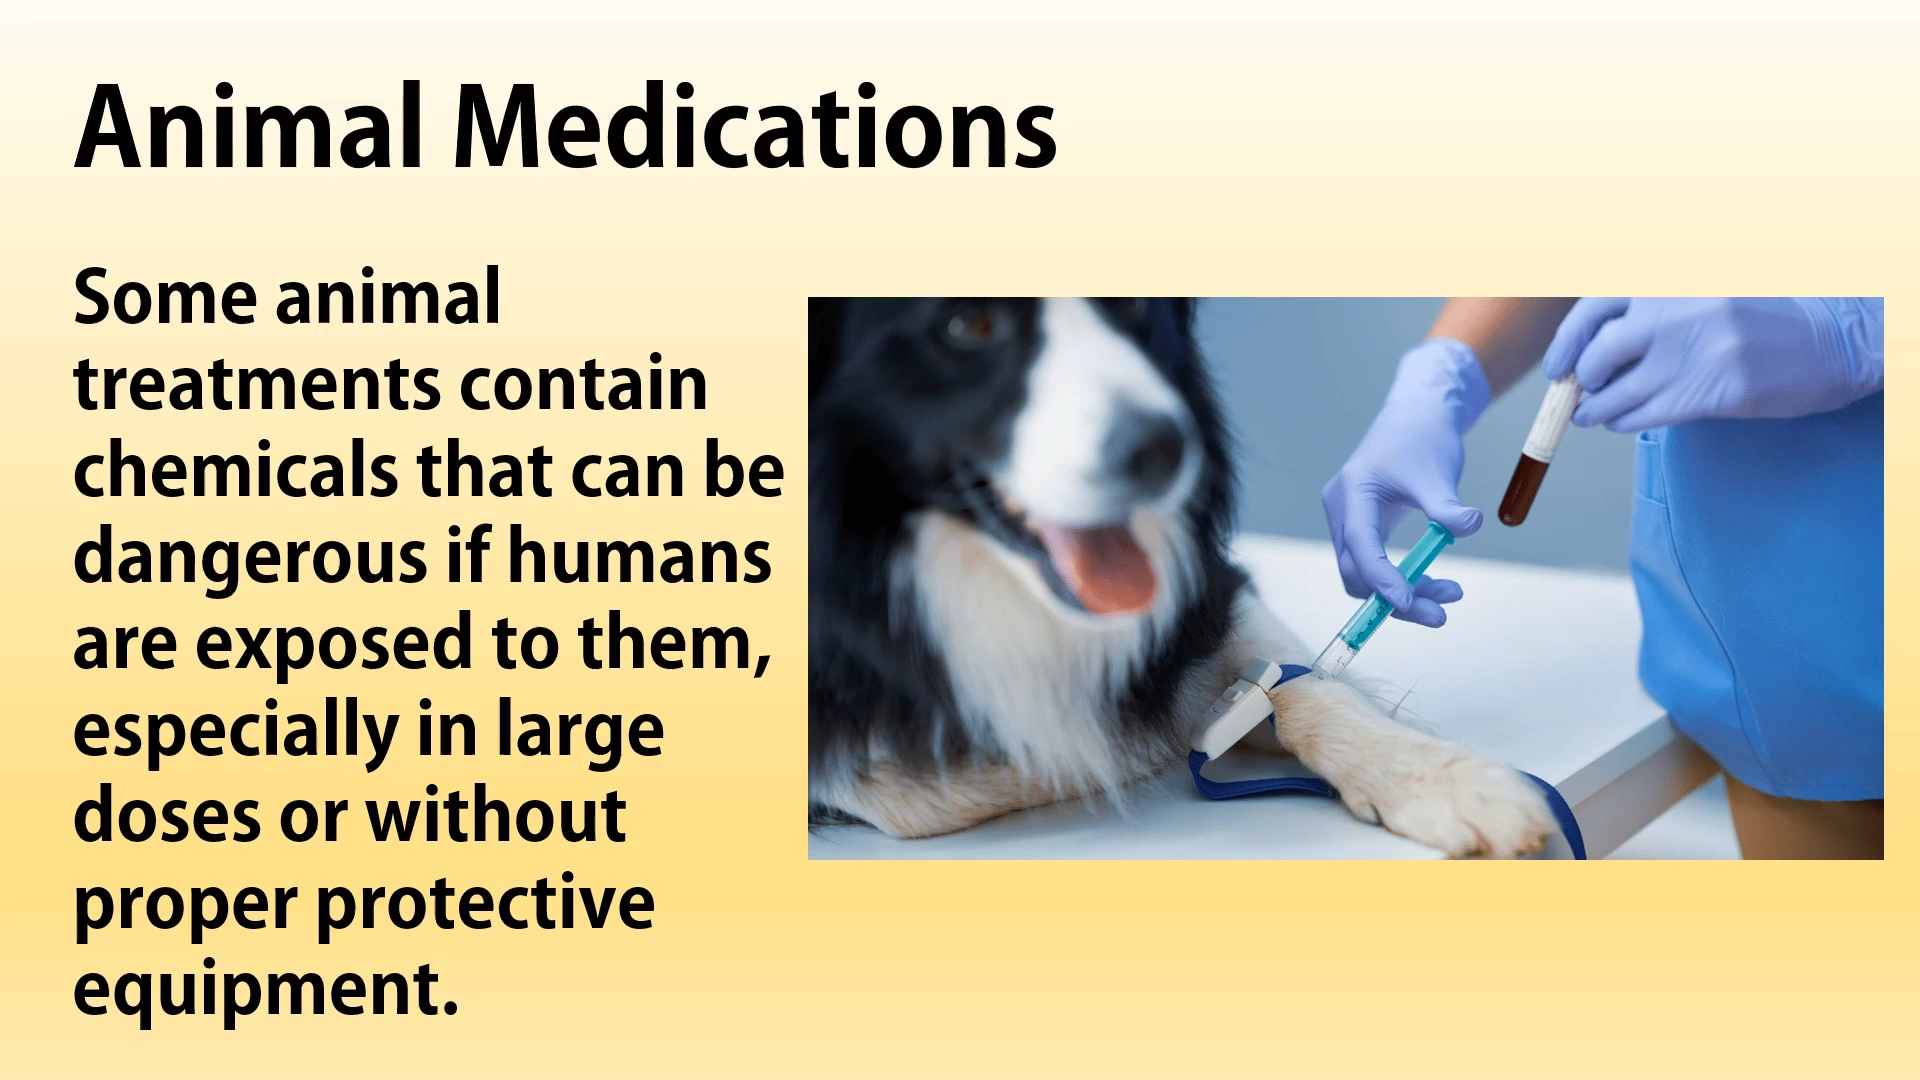 Animal Medications
Some animal
treatments contain
chemicals that can be
dangerous if humans
are exposed to them,
especially in large
doses or without
proper protective
equipment.